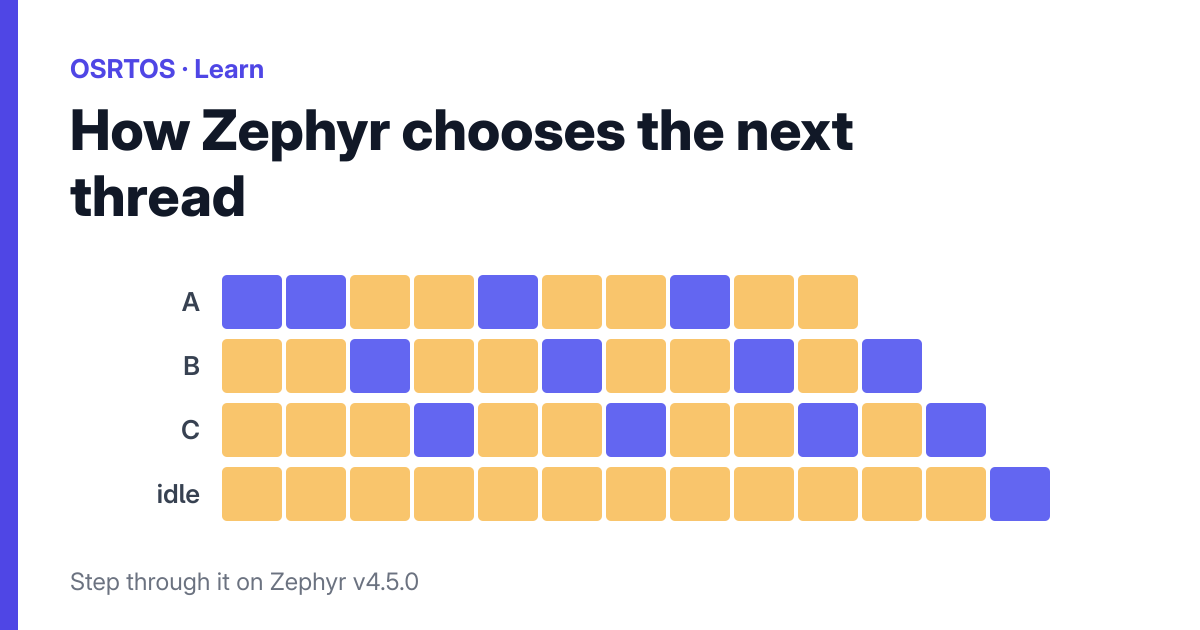 OSRTOS · Learn
How Zephyr chooses the next
thread
A
B
C
idle
Step through it on Zephyr v4.5.0